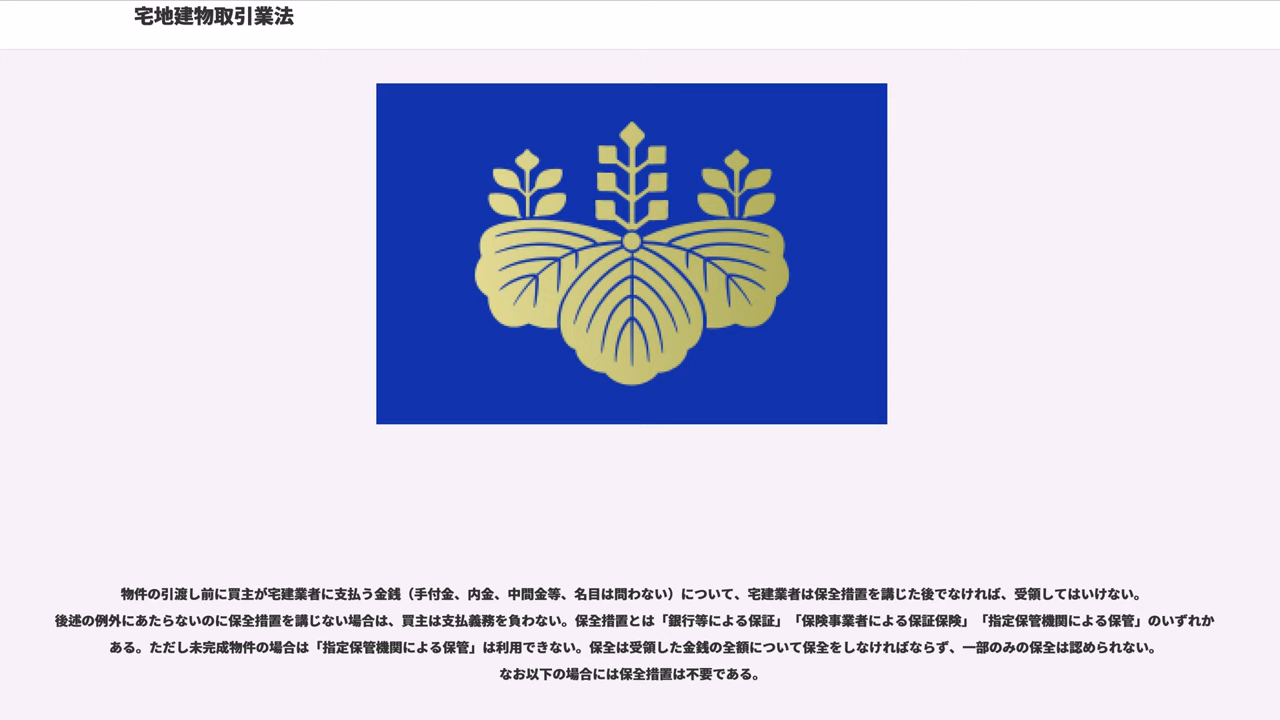 宅地建物取引業法
物件の引渡し前に買主が宅建業者に支払う金銭（手付金、内金、中間金等、名目は問わない）について、宅建業者は保全措置を講じた後でなければ、受領してはいけない。
後述の例外にあたらないのに保全措置を講じない場合は、買主は支払義務を負わない。保全措置とは「銀行等による保証」「保険事業者による保証保険」「指定保管機関による保管」のいずれか
ある。ただし未完成物件の場合は「指定保管機関による保管」は利用できない。保全は受領した金銭の全額について保全をしなければならず、一部のみの保全は認められない。
なお以下の場合には保全措置は不要である。